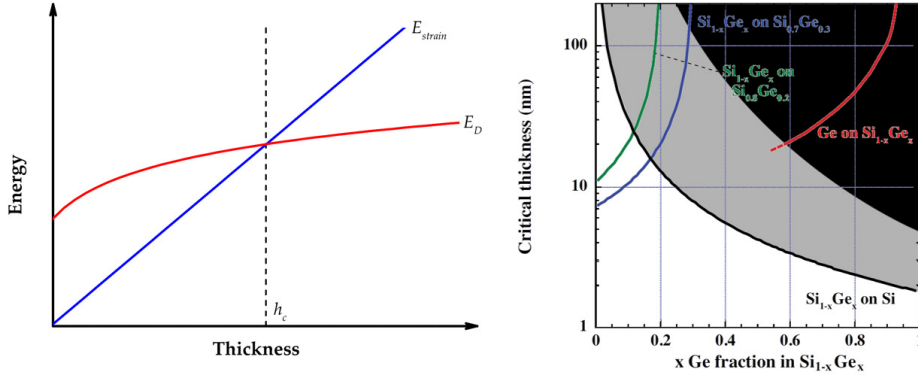 E_strain
E_D
Energy
h_c
Thickness
Si₁₋ₓGeₓ on Si₀.₇Ge₀.₃
100
Si₁₋ₓGeₓ on
Si₀.₈Ge₀.₂
Ge on Si₁₋ₓGeₓ
Critical thickness (nm)
10
Si₁₋ₓGeₓ on Si
1
0 0.2 0.4 0.6 0.8 1
x Ge fraction in Si₁₋ₓGeₓ